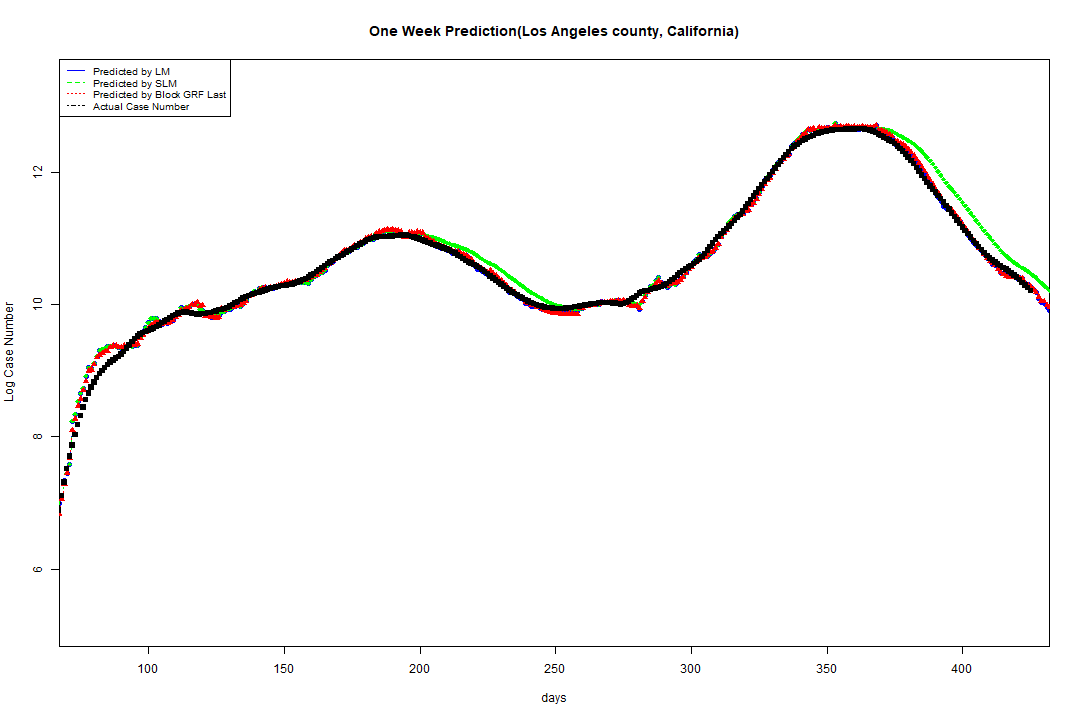 One Week Prediction(Los Angeles county, California)
Predicted by LM
Predicted by SLM
Predicted by Block GRF Last
Actual Case Number
12
10
8
6
Log Case Number
100 150 200 250 300 350 400
days